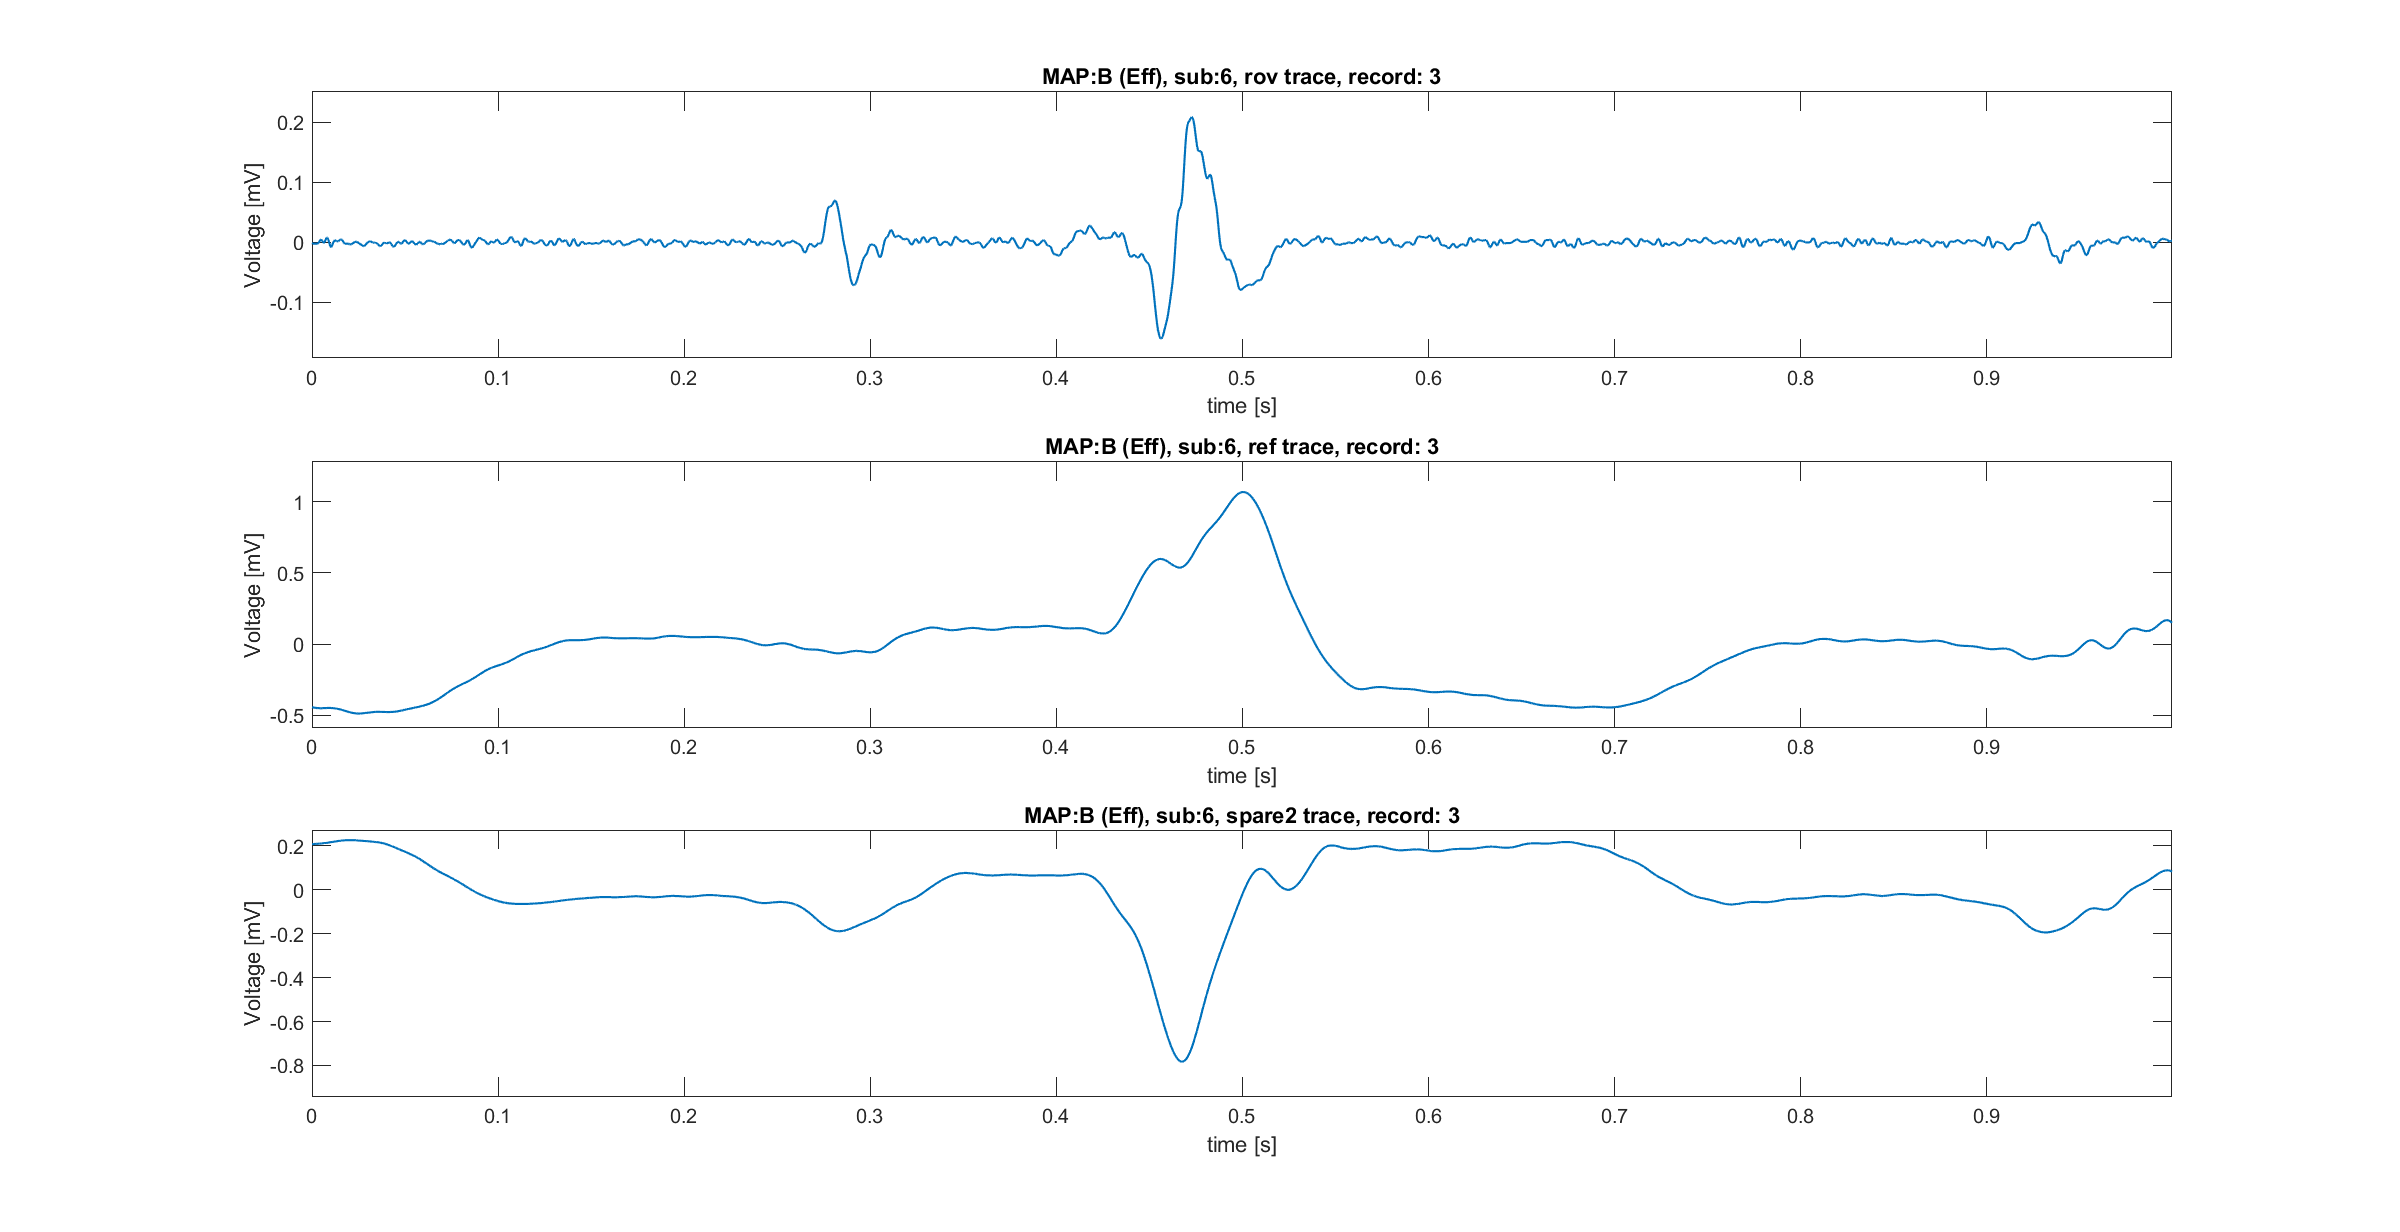 MAP:B (Eff), sub:6, rov trace, record: 3
0.2
0.1
0
-0.1
Voltage [mV]
0 0.1 0.2 0.3 0.4 0.5 0.6 0.7 0.8 0.9
time [s]
MAP:B (Eff), sub:6, ref trace, record: 3
1
0.5
0
-0.5
Voltage [mV]
0 0.1 0.2 0.3 0.4 0.5 0.6 0.7 0.8 0.9
time [s]
MAP:B (Eff), sub:6, spare2 trace, record: 3
0.2
0
-0.2
-0.4
-0.6
-0.8
Voltage [mV]
0 0.1 0.2 0.3 0.4 0.5 0.6 0.7 0.8 0.9
time [s]